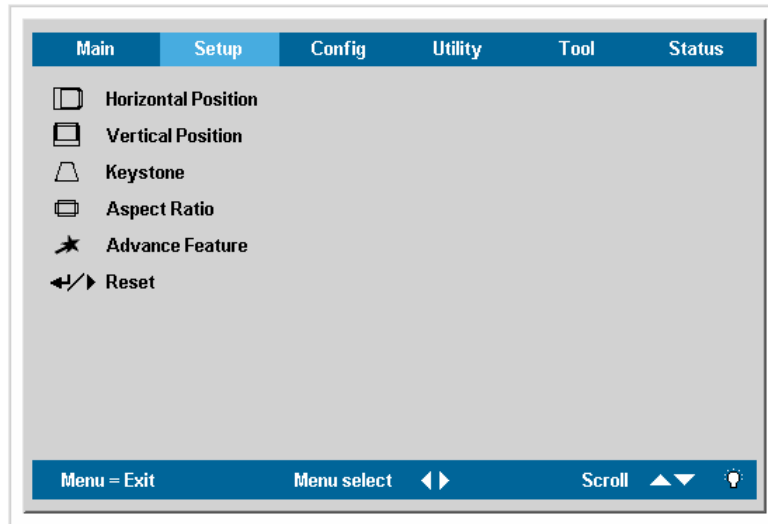 Main Setup Config Utility Tool Status
Horizontal Position
Vertical Position
Keystone
Aspect Ratio
Advance Feature
Reset
Menu = Exit Menu select Scroll